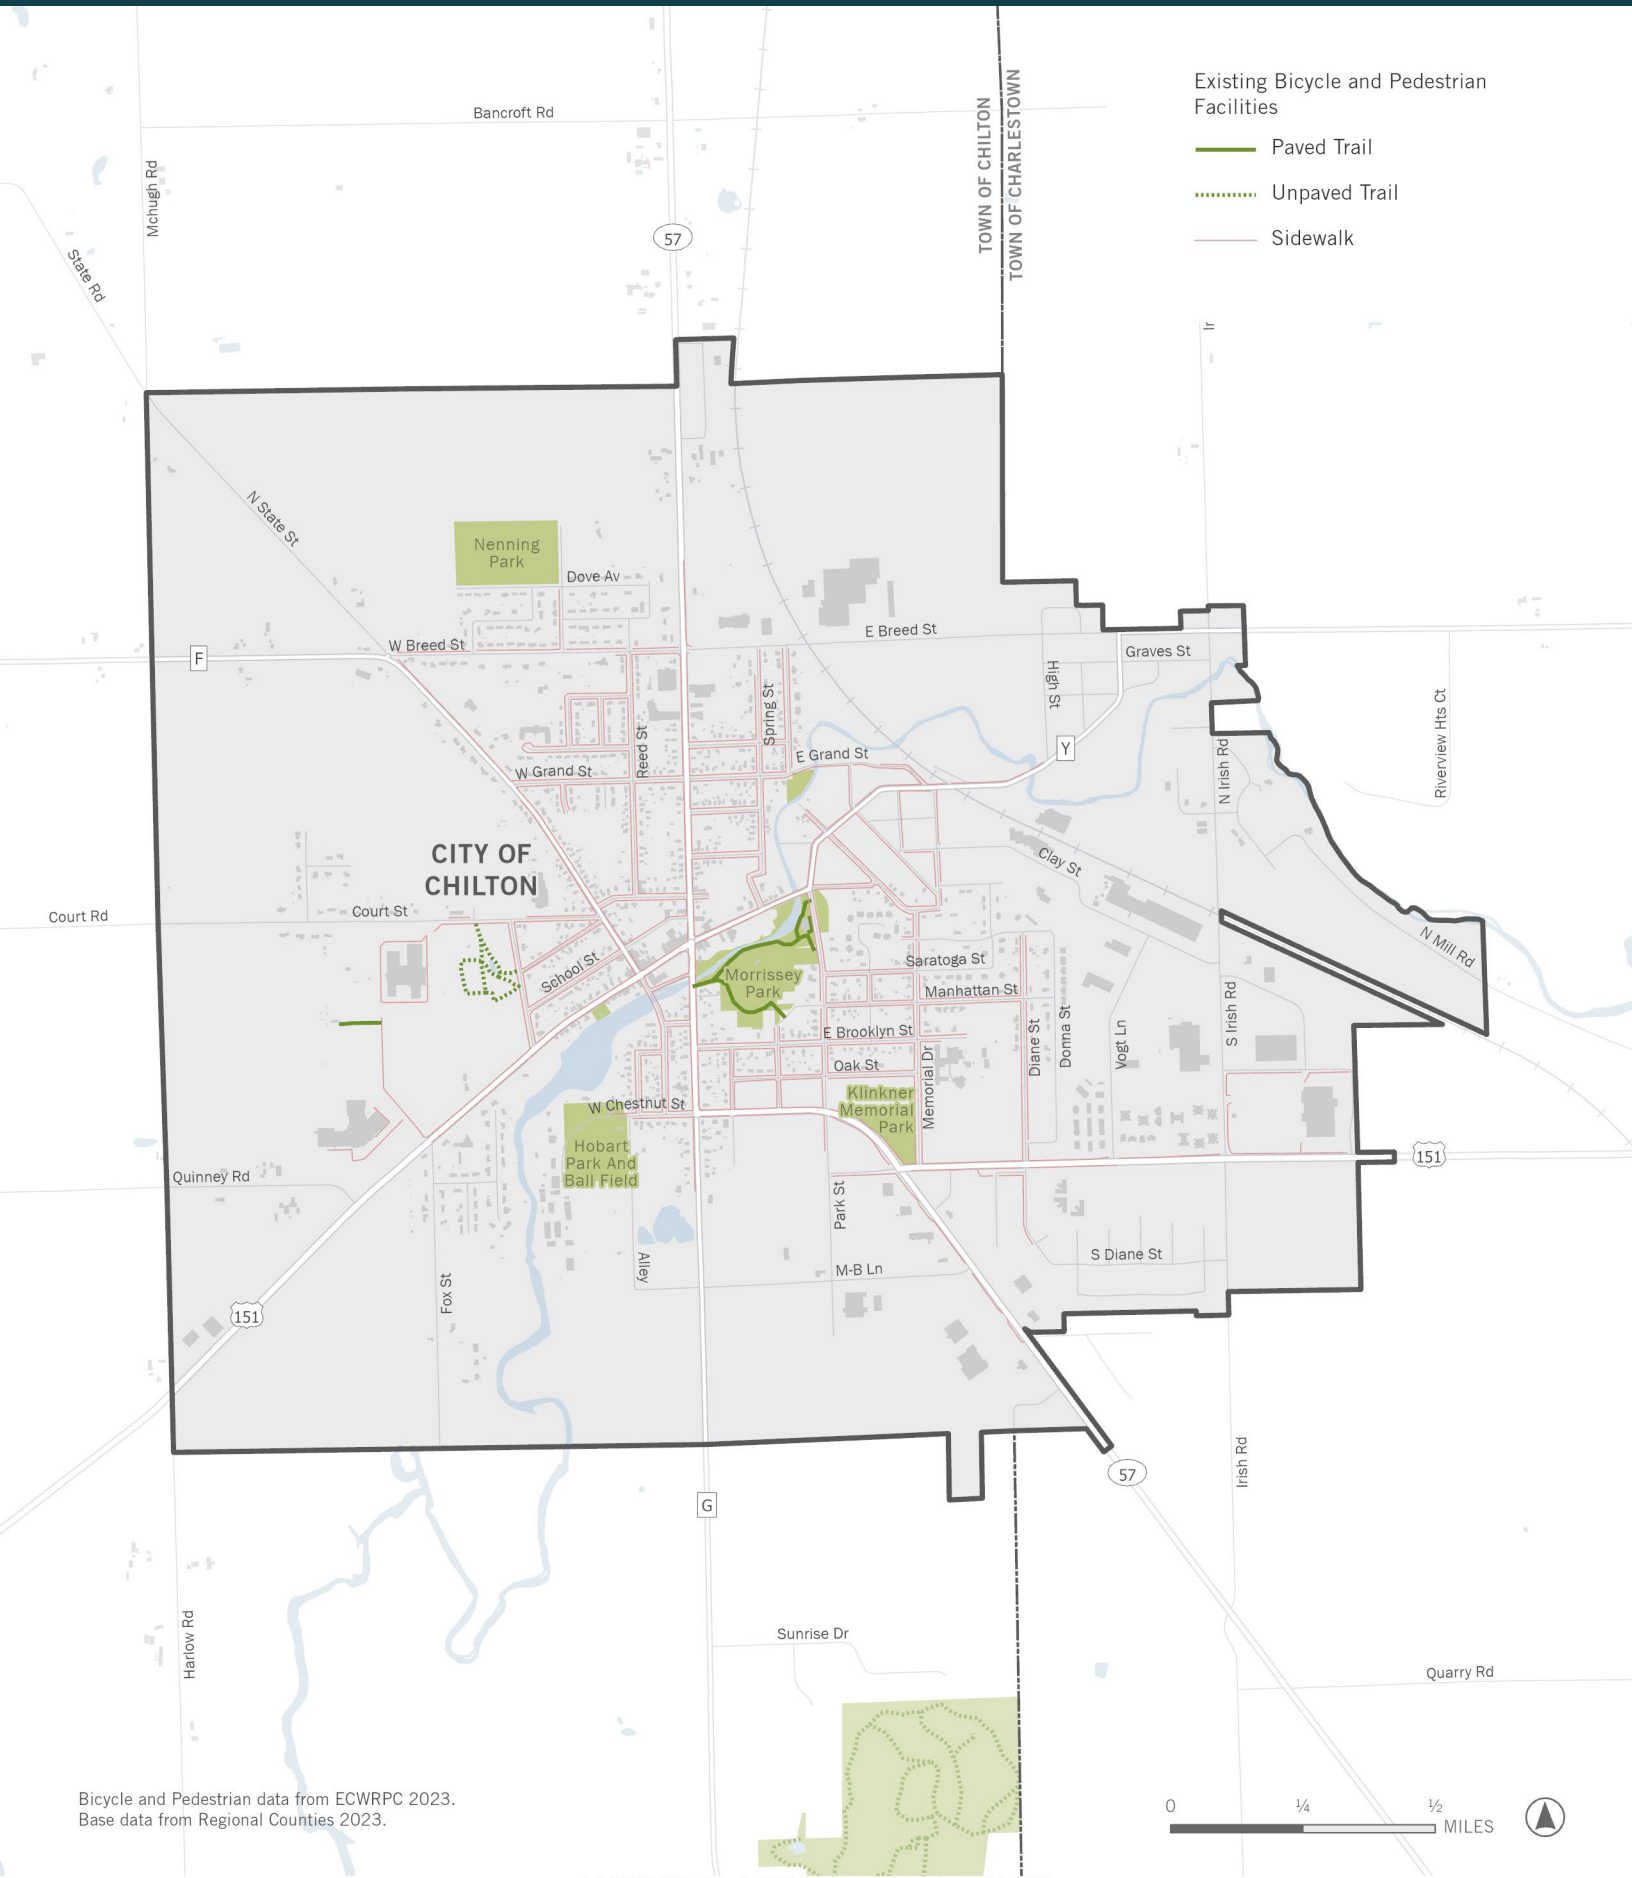 Existing Bicycle and Pedestrian
Facilities
Paved Trail
Unpaved Trail
Sidewalk
Bancroft Rd
Mchugh Rd
State Rd
57
TOWN OF CHILTON
TOWN OF CHARLESTOWN
Ir
N State St
Nenning
Park
Dove Av
W Breed St
E Breed St
F
Graves St
High St
Spring St
Reed St
Riverview Hts Ct
Y
E Grand St
W Grand St
N Irish Rd
CITY OF
CHILTON
Clay St
Court Rd
Court St
N Mill Rd
School St
Saratoga St
Morrissey
Park
Manhattan St
S Irish Rd
E Brooklyn St
Diane St
Donna St
Vogt Ln
Oak St
Memorial Dr
Klinkner
Memorial
Park
W Chestnut St
Hobart
Park And
Ball Field
151
Quinney Rd
Park St
S Diane St
Alley
M-B Ln
Fox St
151
Irish Rd
57
G
Harlow Rd
Sunrise Dr
Quarry Rd
Bicycle and Pedestrian data from ECWRPC 2023.
Base data from Regional Counties 2023.
0 ¼ ½
MILES